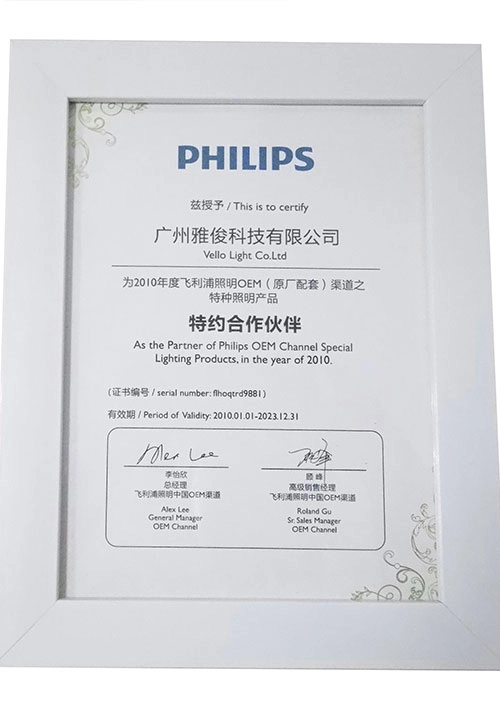 PHILIPS
兹授予 / This is to certify
广州雅俊科技有限公司
Vello Light Co.Ltd
为2010年度飞利浦照明OEM（原厂配套）渠道之
特种照明产品
特约合作伙伴
As the Partner of Philips OEM Channel Special
Lighting Products, in the year of 2010.
(证书编号 / serial number: flhoqtrd9881)
有效期 / Period of Validity: 2010.01.01-2023.12.31
Alex Lee
李怡欣
总经理
飞利浦照明中国OEM渠道
Alex Lee
General Manager
OEM Channel
顾峰
高级销售经理
飞利浦照明中国OEM渠道
Roland Gu
Sr. Sales Manager
OEM Channel